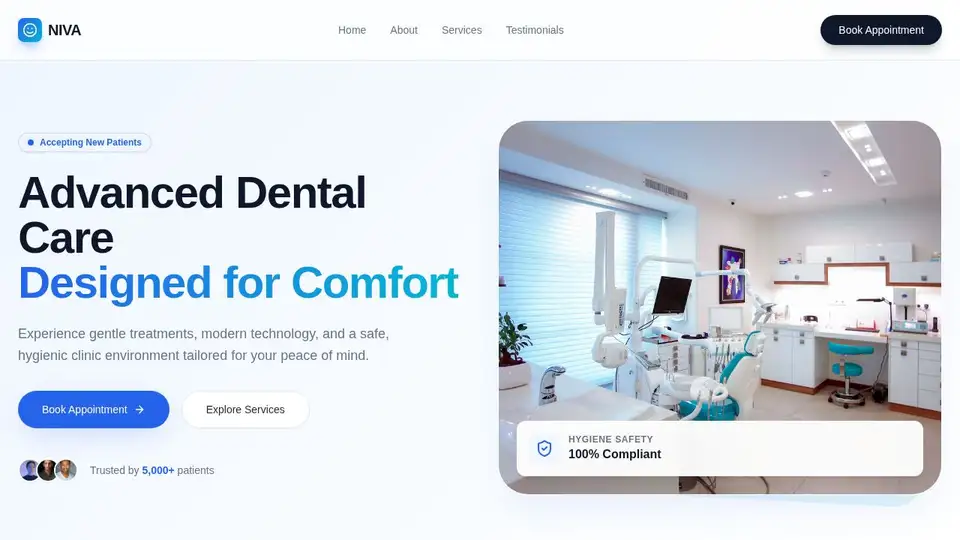 NIVA
Home
About
Services
Testimonials
Book Appointment
Accepting New Patients
Advanced Dental
Care
Designed for Comfort
Experience gentle treatments, modern technology, and a safe,
hygienic clinic environment tailored for your peace of mind.
Book Appointment
Explore Services
Trusted by 5,000+ patients
HYGIENE SAFETY
100% Compliant